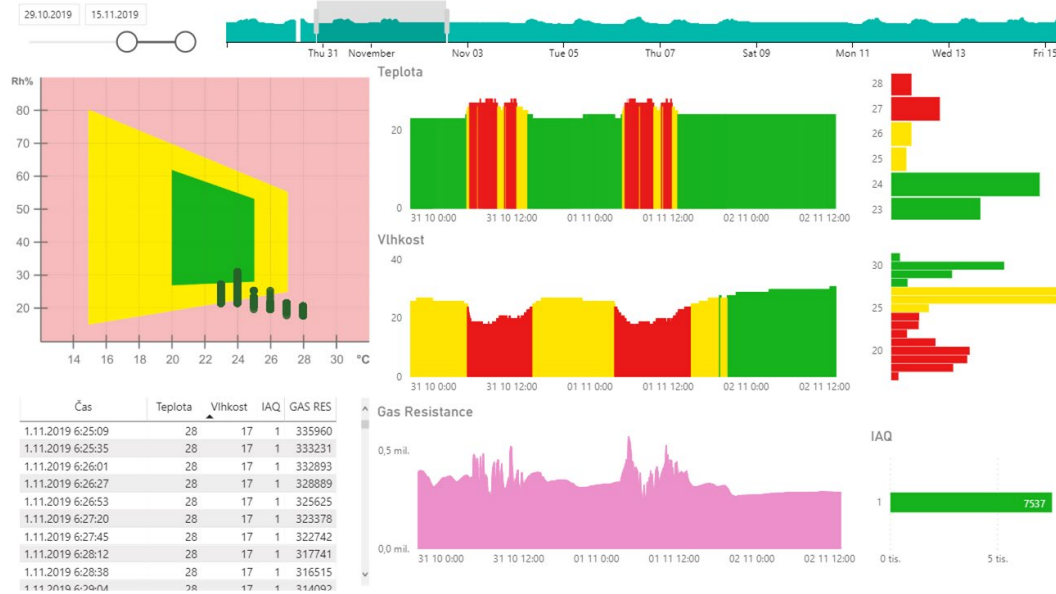 29.10.2019 15.11.2019
Thu 31 November Nov 03 Tue 05 Thu 07 Sat 09 Mon 11 Wed 13 Fri 15
Rh%
80
70
60
50
40
30
20
14 16 18 20 22 24 26 28 30 °C
Teplota
20
0
31 10 0:00 31 10 12:00 01 11 0:00 01 11 12:00 02 11 0:00 02 11 12:00
28
27
26
25
24
23
Vlhkost
40
20
0
31 10 0:00 31 10 12:00 01 11 0:00 01 11 12:00 02 11 0:00 02 11 12:00
30
25
20
Čas Teplota Vlhkost IAQ GAS RES
1.11.2019 6:25:09 28 17 1 335960
1.11.2019 6:25:35 28 17 1 333231
1.11.2019 6:26:01 28 17 1 332893
1.11.2019 6:26:27 28 17 1 328889
1.11.2019 6:26:53 28 17 1 325625
1.11.2019 6:27:20 28 17 1 323378
1.11.2019 6:27:45 28 17 1 322742
1.11.2019 6:28:12 28 17 1 317741
1.11.2019 6:28:38 28 17 1 316515
1.11.2019 6:29:04 28 17 1 314092
Gas Resistance
0,5 mil.
0,0 mil.
31 10 0:00 31 10 12:00 01 11 0:00 01 11 12:00 02 11 0:00 02 11 12:00
IAQ
1 7537
0 tis. 5 tis.